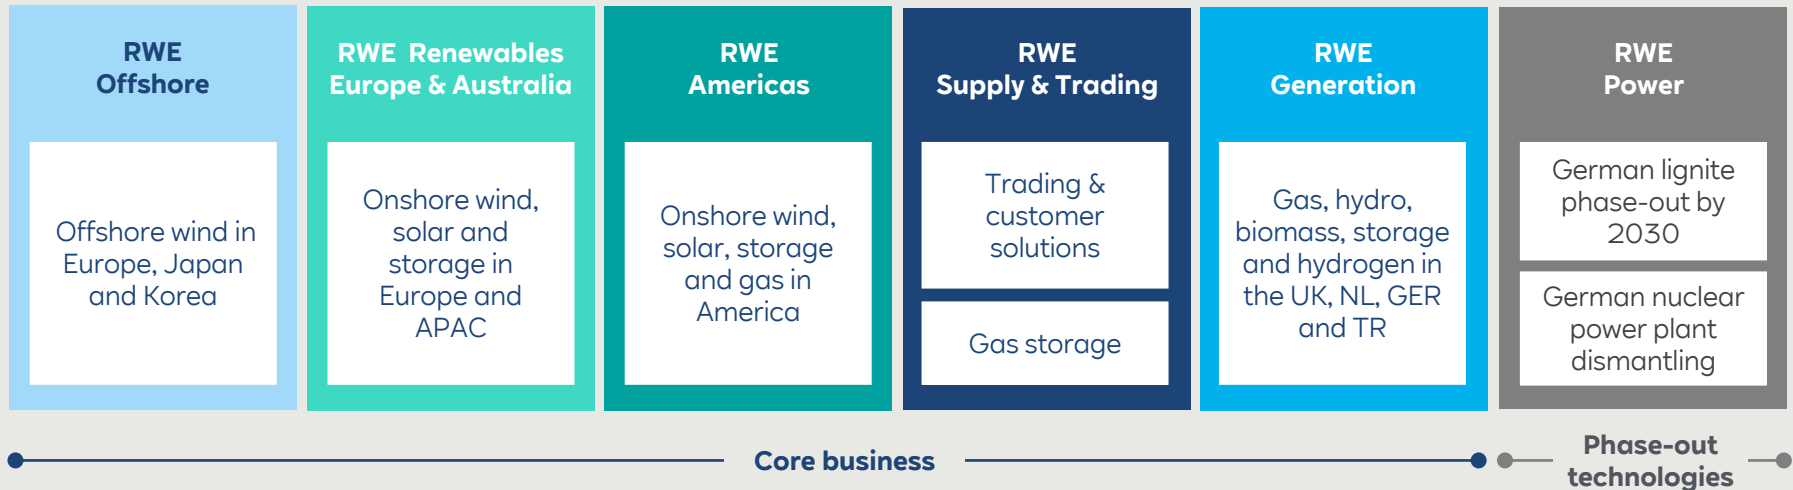 RWE
Offshore
Offshore wind in
Europe, Japan
and Korea
RWE Renewables
Europe & Australia
Onshore wind,
solar and
storage in
Europe and
APAC
RWE
Americas
Onshore wind,
solar, storage
and gas in
America
RWE
Supply & Trading
Trading &
customer
solutions
Gas storage
RWE
Generation
Gas, hydro,
biomass, storage
and hydrogen in
the UK, NL, GER
and TR
RWE
Power
German lignite
phase-out by
2030
German nuclear
power plant
dismantling
Core business
Phase-out
technologies